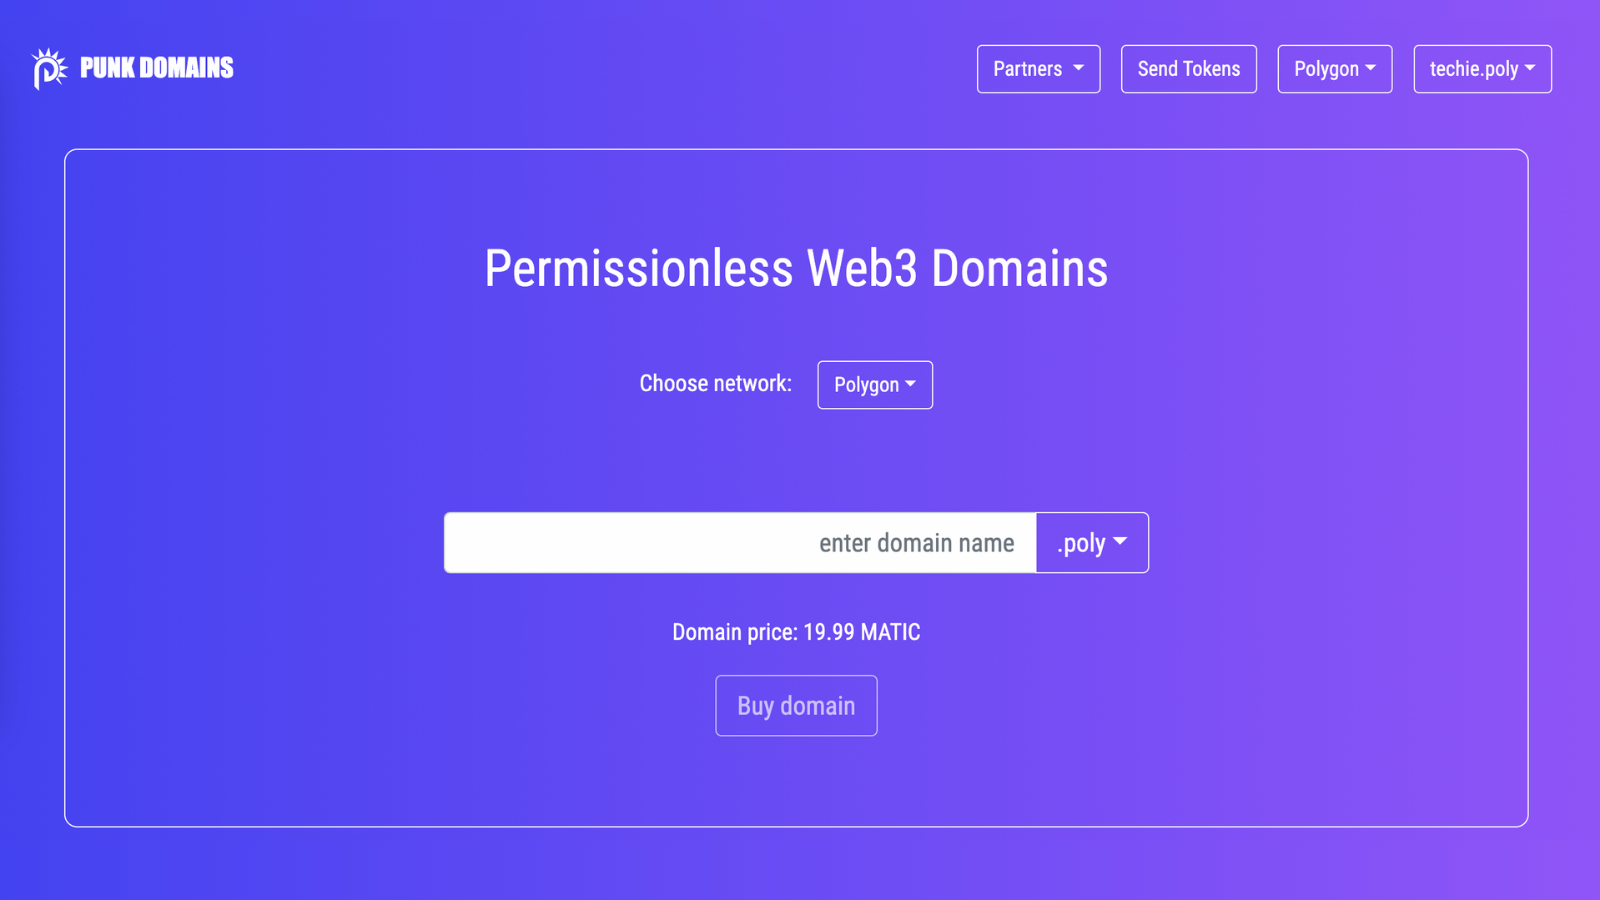 PUNK DOMAINS
Partners
Send Tokens
Polygon
techie.poly
Permissionless Web3 Domains
Choose network:
Polygon
enter domain name
.poly
Domain price: 19.99 MATIC
Buy domain